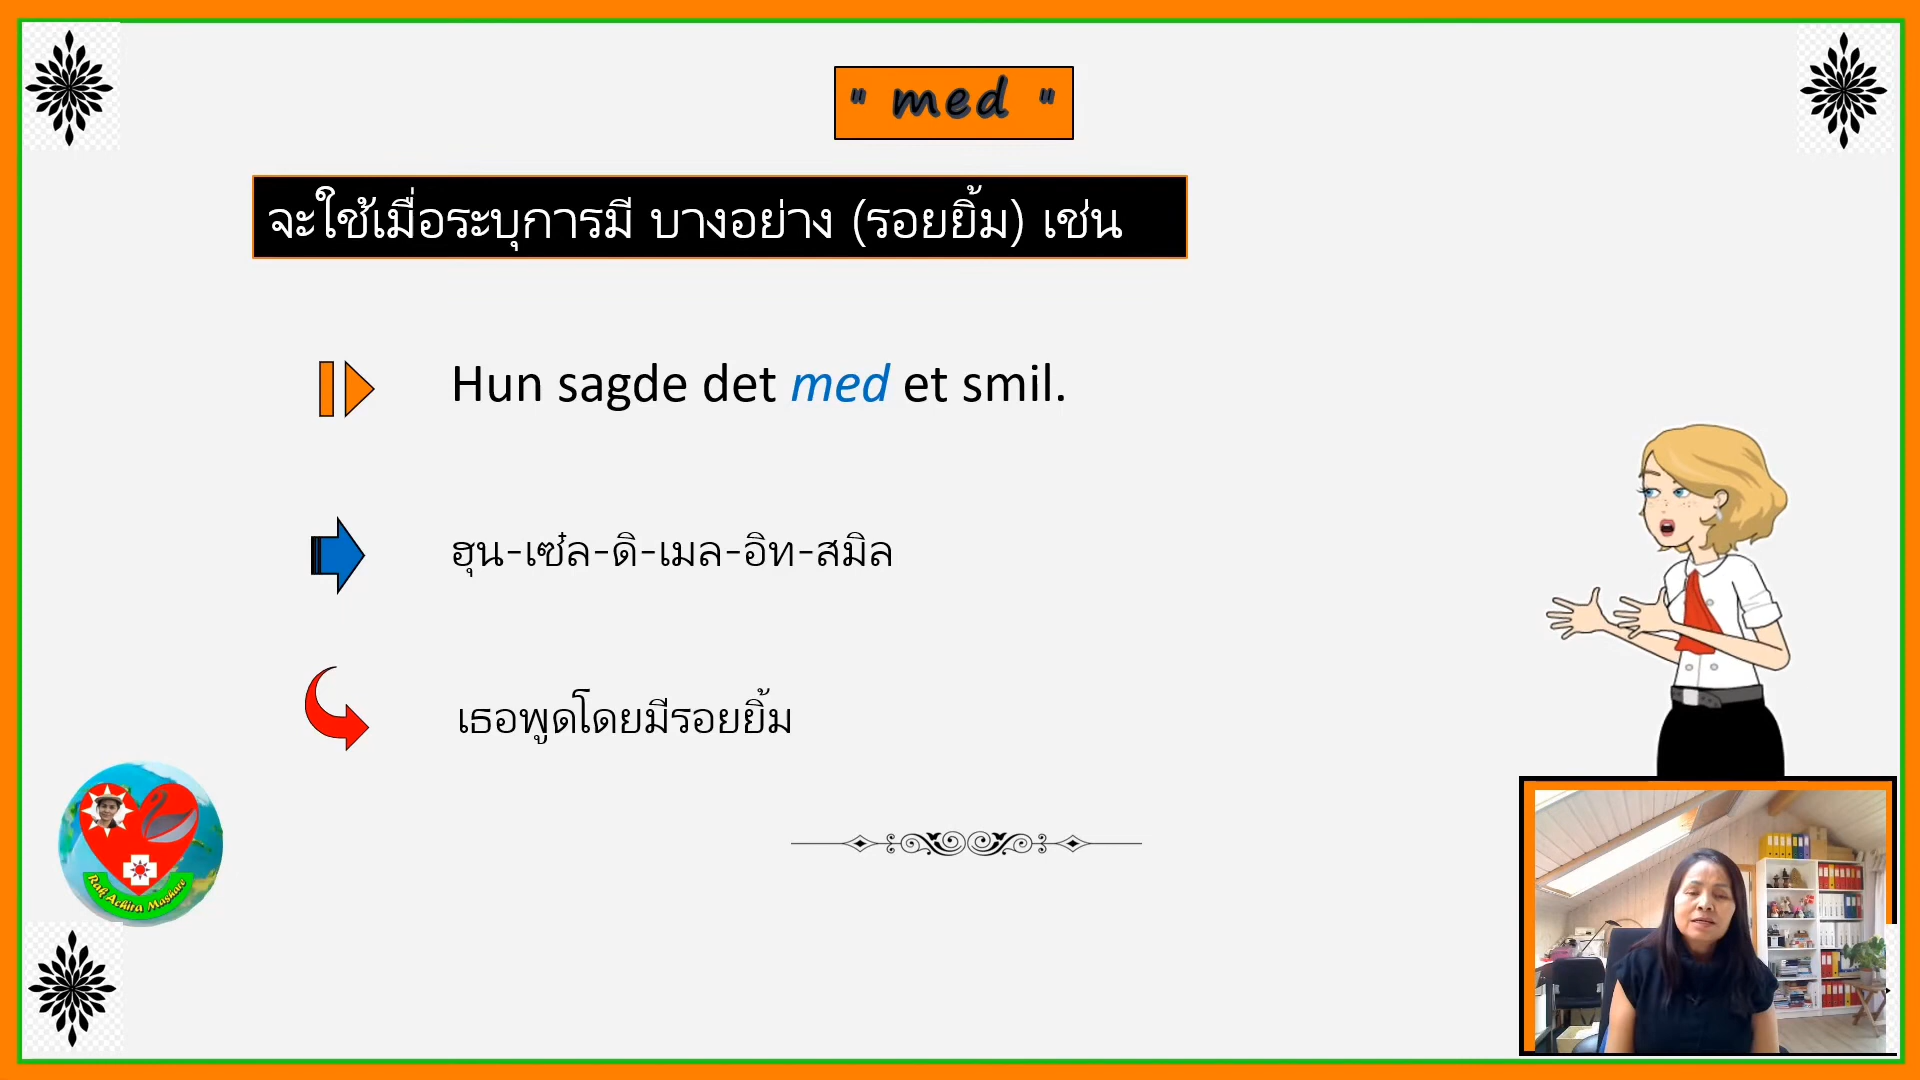 " med "
จะใช้เมื่อระบุการมี บางอย่าง (รอยยิ้ม) เช่น
Hun sagde det med et smil.
ฮุน-เซ๋ล-ดิ-เมล-อิท-สมิล
เธอพูดโดยมีรอยยิ้ม
Rak Achira Mashare